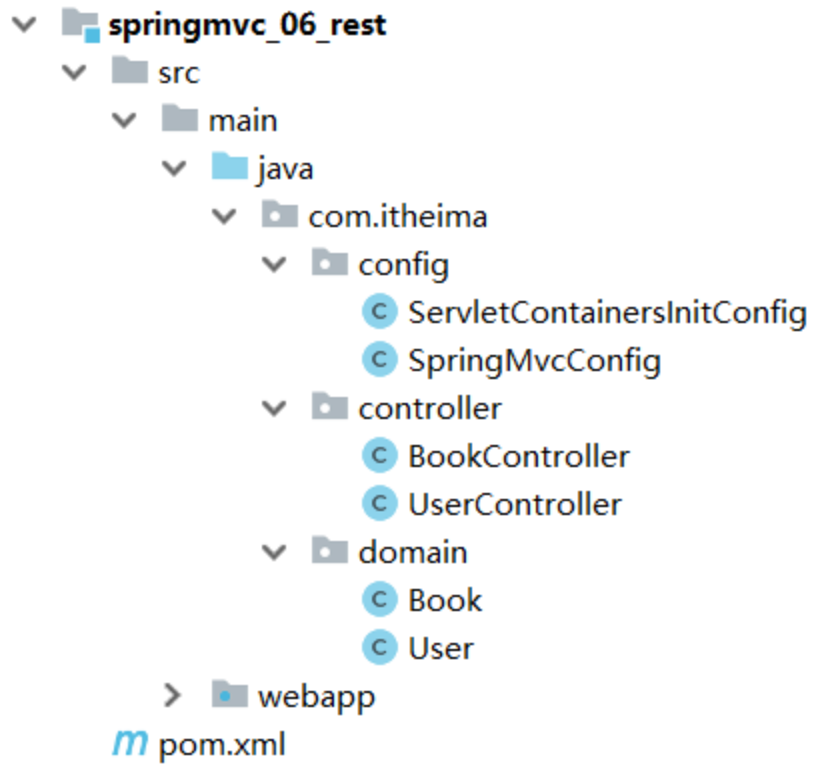 springmvc_06_rest
src
main
java
com.itheima
config
C ServletContainersInitConfig
C SpringMvcConfig
controller
C BookController
C UserController
domain
C Book
C User
webapp
m pom.xml